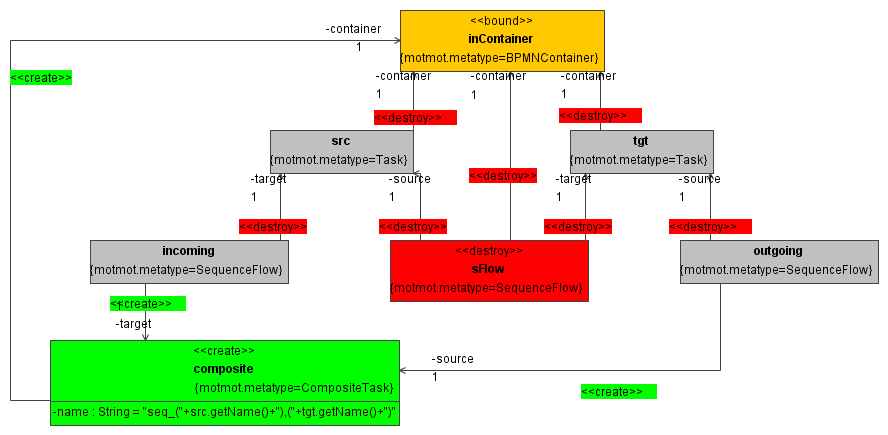 <<bound>>
inContainer
{motmot.metatype=BPMNContainer}
-container
1
<<create>>
-container
1
-container
1
-container
1
<<destroy>>
<<destroy>>
src
{motmot.metatype=Task}
tgt
{motmot.metatype=Task}
<<destroy>>
-target
1
-source
1
-target
1
-source
1
<<destroy>>
<<destroy>>
<<destroy>>
<<destroy>>
incoming
{motmot.metatype=SequenceFlow}
<<destroy>>
sFlow
{motmot.metatype=SequenceFlow}
outgoing
{motmot.metatype=SequenceFlow}
<<create>>
1
-target
<<create>>
composite
{motmot.metatype=CompositeTask}
-name : String = "seq_("+src.getName()+"),("+tgt.getName()+")"
-source
1
<<create>>